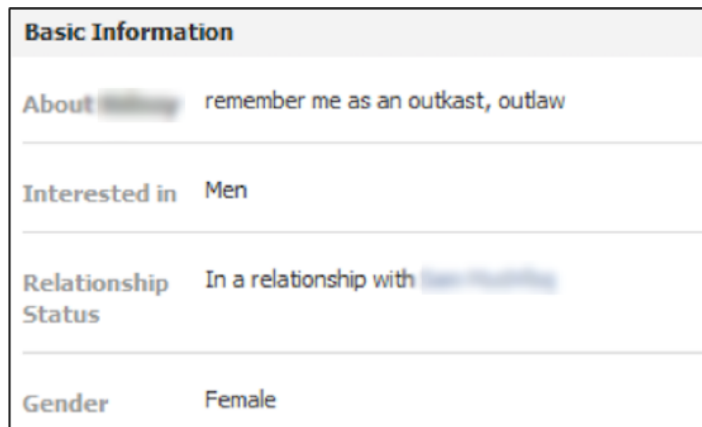 Basic Information
About
remember me as an outkast, outlaw
Interested in
Men
Relationship
Status
In a relationship with
Gender
Female